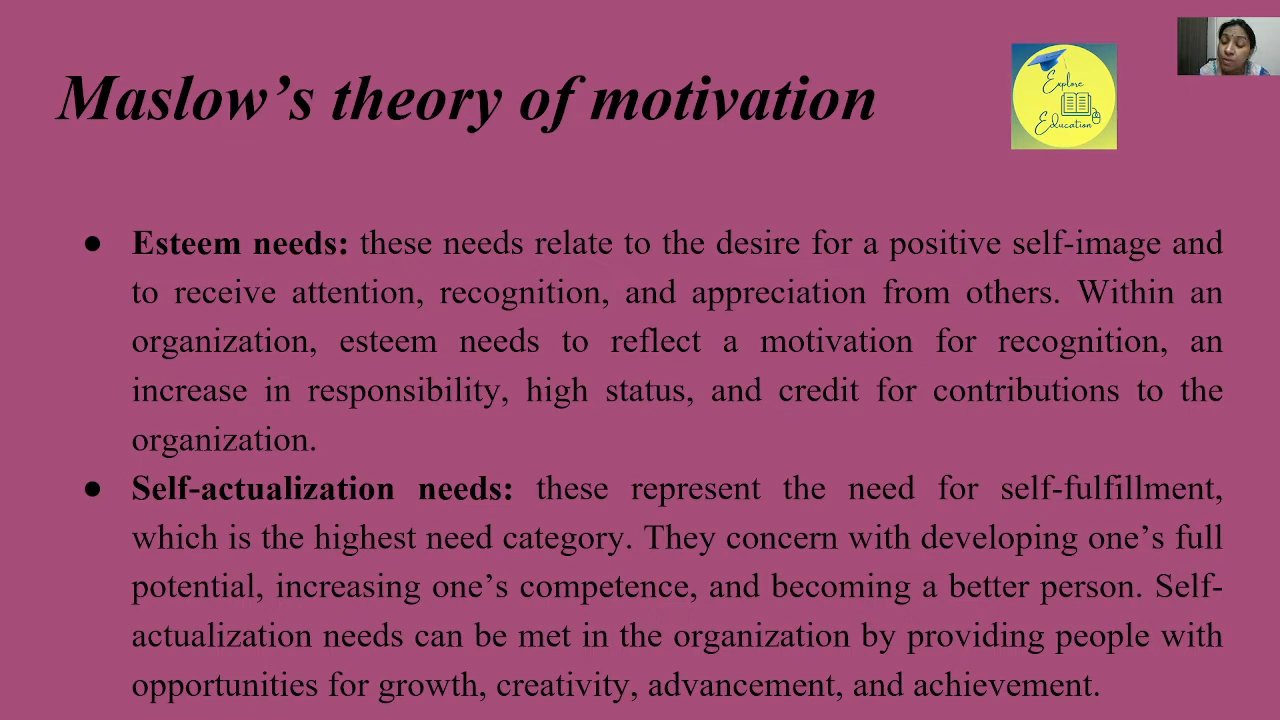 Maslow’s theory of motivation
Explore
Education
● Esteem needs: these needs relate to the desire for a positive self-image and
to receive attention, recognition, and appreciation from others. Within an
organization, esteem needs to reflect a motivation for recognition, an
increase in responsibility, high status, and credit for contributions to the
organization.
● Self-actualization needs: these represent the need for self-fulfillment,
which is the highest need category. They concern with developing one’s full
potential, increasing one’s competence, and becoming a better person. Self-
actualization needs can be met in the organization by providing people with
opportunities for growth, creativity, advancement, and achievement.